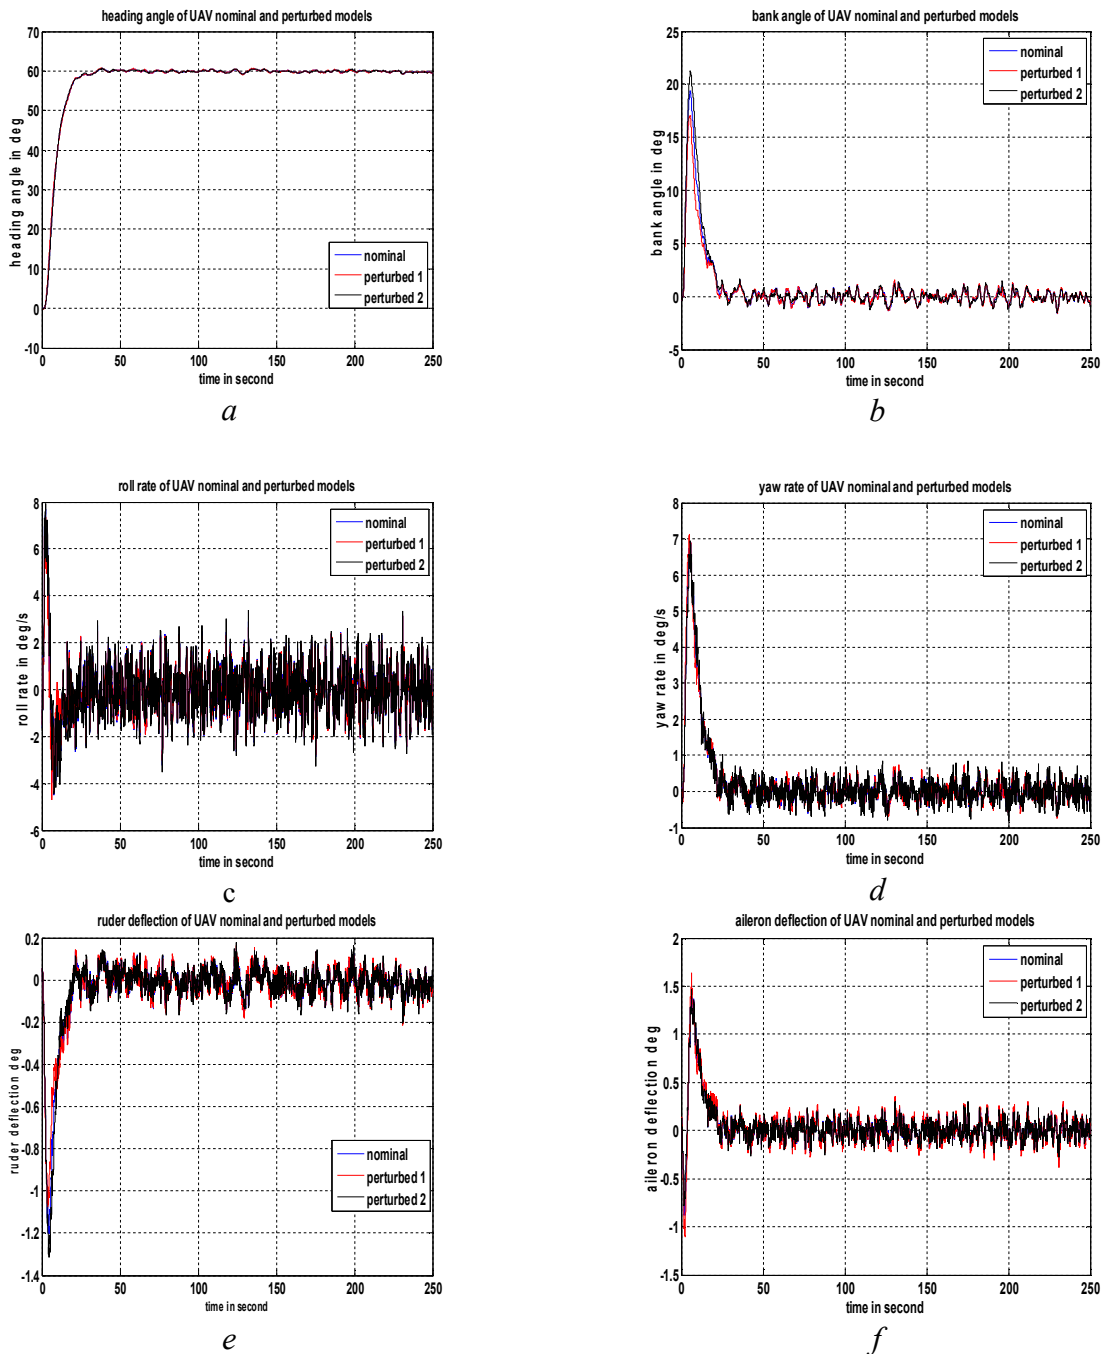 heading angle of UAV nominal and perturbed models
70
60
50
40
30
20
10
0
-10
heading angle in deg
nominal
perturbed 1
perturbed 2
0 50 100 150 200 250
time in second
a
bank angle of UAV nominal and perturbed models
25
20
15
10
5
0
-5
bank angle in deg
nominal
perturbed 1
perturbed 2
0 50 100 150 200 250
time in second
b
roll rate of UAV nominal and perturbed models
8
6
4
2
0
-2
-4
-6
roll rate in deg/s
nominal
perturbed 1
perturbed 2
0 50 100 150 200 250
time in second
c
yaw rate of UAV nominal and perturbed models
8
7
6
5
4
3
2
1
0
-1
yaw rate in deg/s
nominal
perturbed 1
perturbed 2
0 50 100 150 200 250
time in second
d
ruder deflection of UAV nominal and perturbed models
0.2
0
-0.2
-0.4
-0.6
-0.8
-1
-1.2
-1.4
ruder deflection deg
nominal
perturbed 1
perturbed 2
0 50 100 150 200 250
time in second
e
aileron deflection of UAV nominal and perturbed models
2
1.5
1
0.5
0
-0.5
-1
-1.5
aileron deflection deg
nominal
perturbed 1
perturbed 2
0 50 100 150 200 250
time in second
f